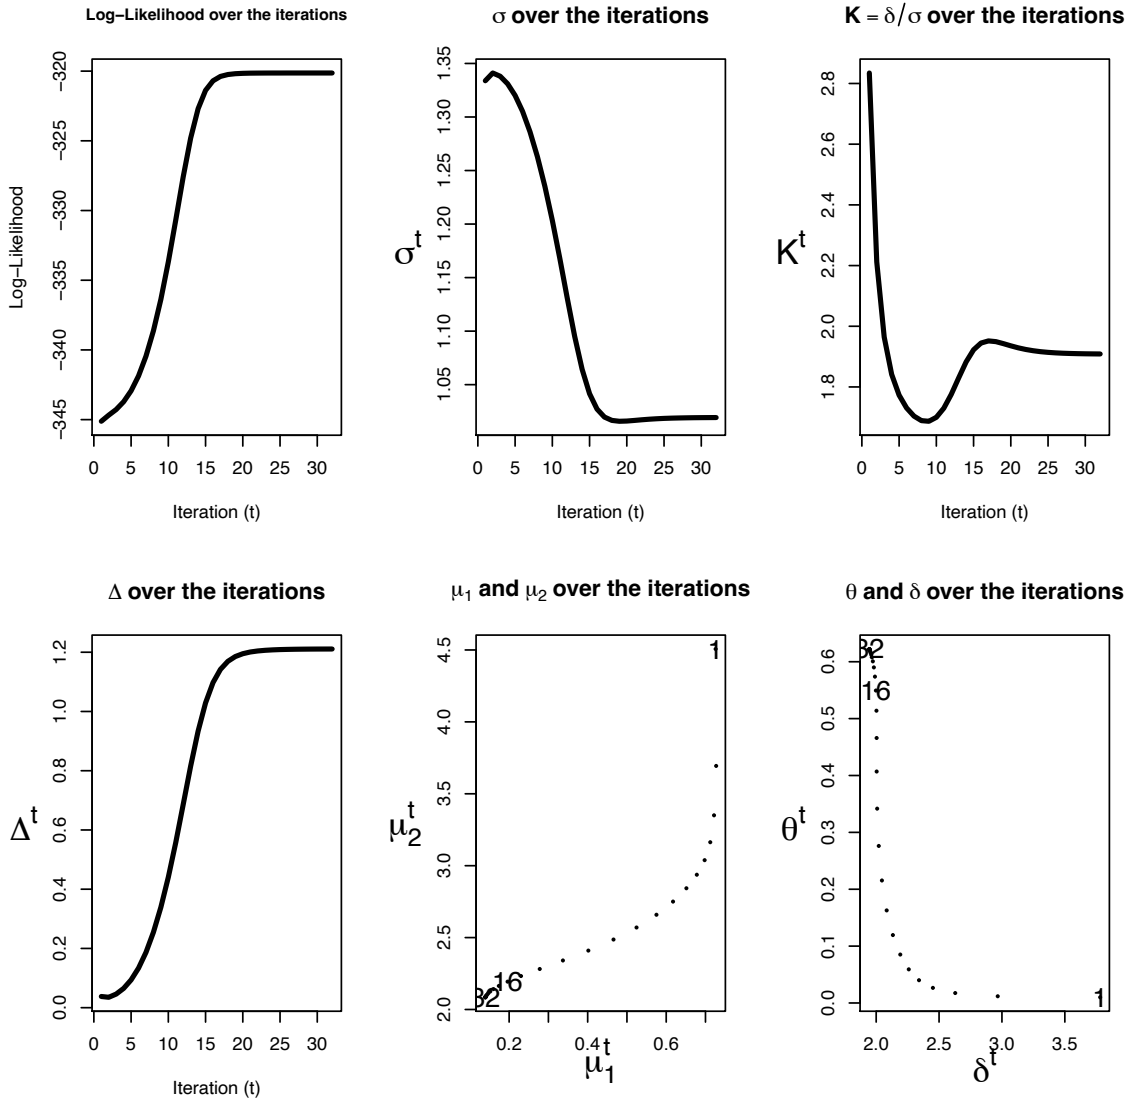 Log−Likelihood over the iterations
Log−Likelihood
−320
−325
−330
−335
−340
−345
0 5 10 15 20 25 30
Iteration (t)
σ over the iterations
σ^t
1.35
1.30
1.25
1.20
1.15
1.10
1.05
0 5 10 15 20 25 30
Iteration (t)
K = δ/σ over the iterations
K^t
2.8
2.6
2.4
2.2
2.0
1.8
0 5 10 15 20 25 30
Iteration (t)
Δ over the iterations
Δ^t
1.2
1.0
0.8
0.6
0.4
0.2
0.0
0 5 10 15 20 25 30
Iteration (t)
μ₁ and μ₂ over the iterations
μ₂^t
4.5
4.0
3.5
3.0
2.5
2.0
1
16
32
0.2 0.4 0.6
μ₁^t
θ and δ over the iterations
θ^t
0.6
0.5
0.4
0.3
0.2
0.1
0.0
32
16
1
2.0 2.5 3.0 3.5
δ^t